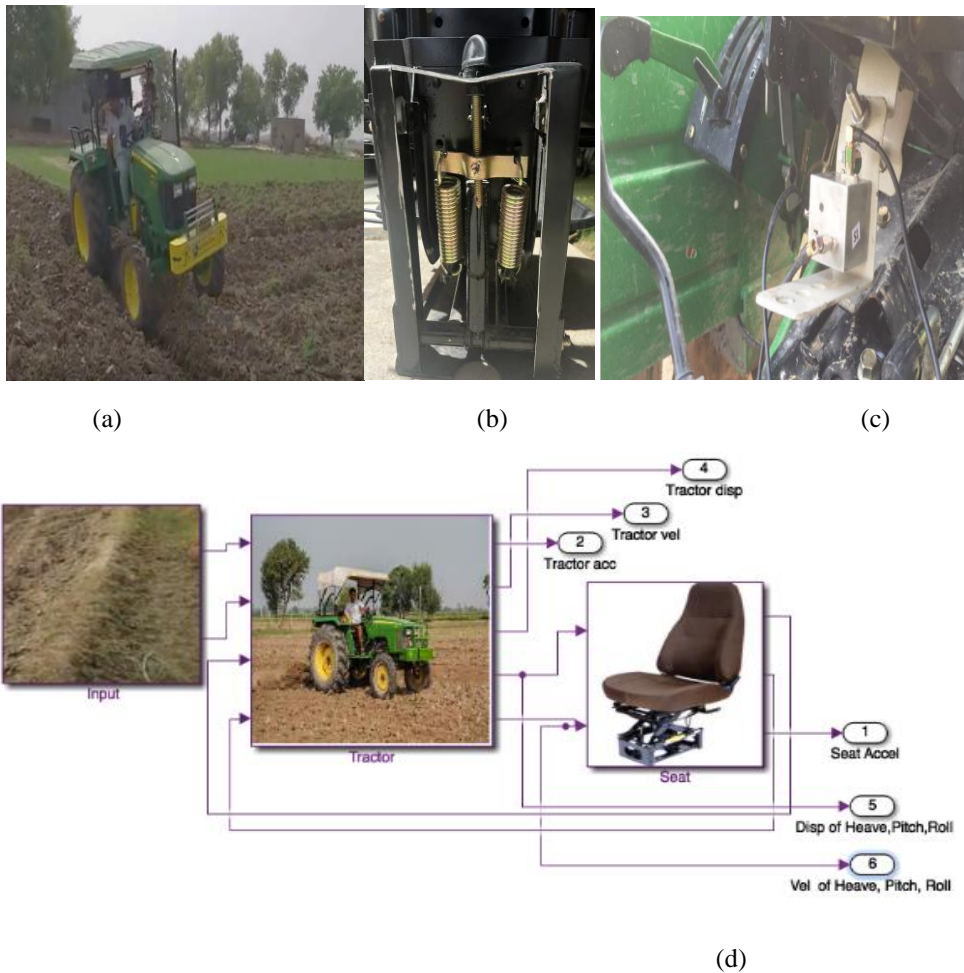 (a)
(b)
(c)
4
Tractor disp
3
Tractor vel
2
Tractor acc
Input
Tractor
Seat
1
Seat Accel
5
Disp of Heave,Pitch,Roll
6
Vel of Heave, Pitch, Roll
(d)